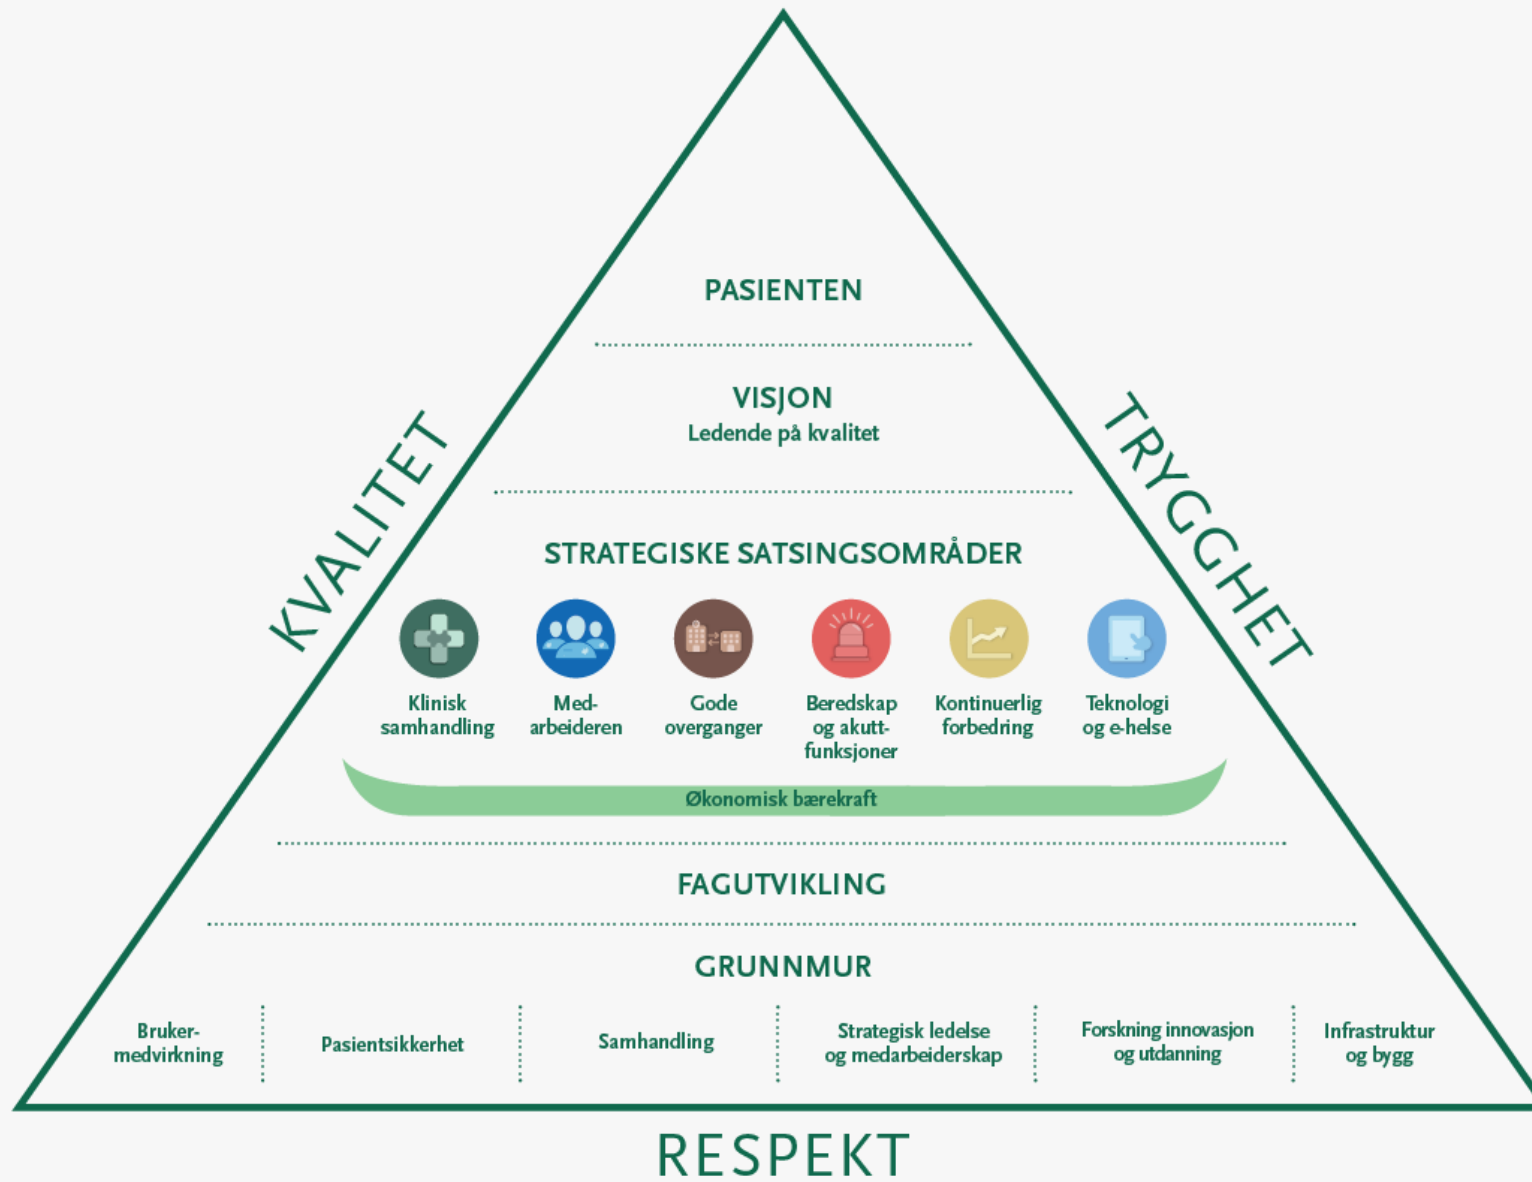 PASIENTEN
VISJON
Ledende på kvalitet
KVALITET
TRYGGHET
STRATEGISKE SATSINGSOMRÅDER
Klinisk
samhandling
Med-
arbeideren
Gode
overganger
Beredskap
og akutt-
funksjoner
Kontinuerlig
forbedring
Teknologi
og e-helse
Økonomisk bærekraft
FAGUTVIKLING
GRUNNMUR
Bruker-
medvirkning
Pasientsikkerhet
Samhandling
Strategisk ledelse
og medarbeiderskap
Forskning innovasjon
og utdanning
Infrastruktur
og bygg
RESPEKT